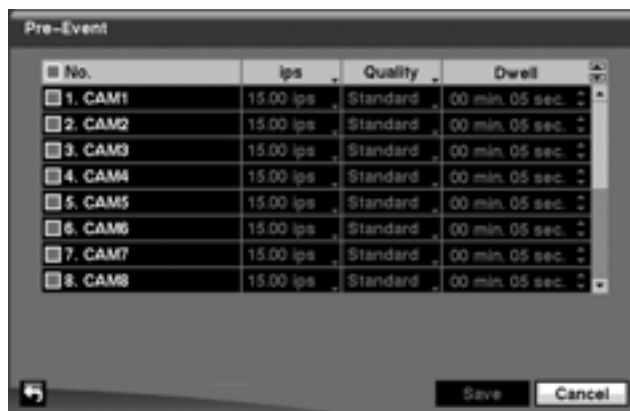 Pre-Event
No. ips Quality Dwell
1. CAM1 15.00 ips Standard 00 min. 05 sec.
2. CAM2 15.00 ips Standard 00 min. 05 sec.
3. CAM3 15.00 ips Standard 00 min. 05 sec.
4. CAM4 15.00 ips Standard 00 min. 05 sec.
5. CAM5 15.00 ips Standard 00 min. 05 sec.
6. CAM6 15.00 ips Standard 00 min. 05 sec.
7. CAM7 15.00 ips Standard 00 min. 05 sec.
8. CAM8 15.00 ips Standard 00 min. 05 sec.
Save Cancel